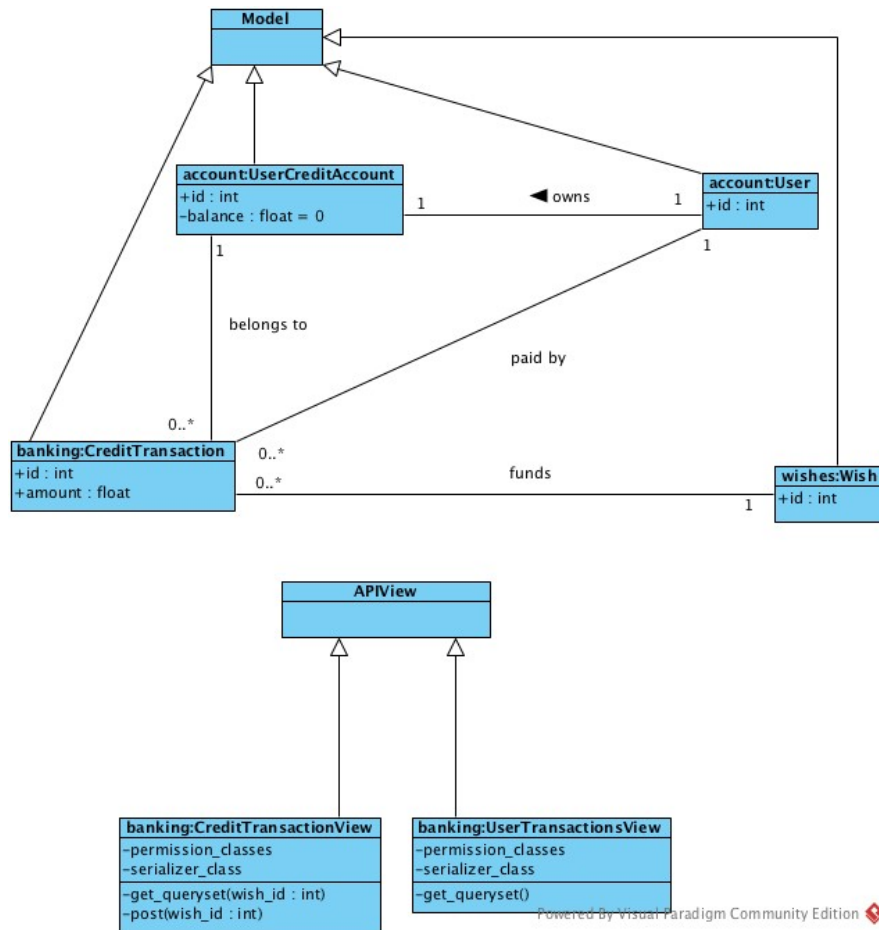 Model
account:UserCreditAccount
+id : int
-balance : float = 0
account:User
+id : int
1
◄ owns
1
1
1
belongs to
paid by
0..*
banking:CreditTransaction
+id : int
+amount : float
0..*
0..*
funds
1
wishes:Wish
+id : int
APIView
banking:CreditTransactionView
-permission_classes
-serializer_class
-get_queryset(wish_id : int)
-post(wish_id : int)
banking:UserTransactionsView
-permission_classes
-serializer_class
-get_queryset()
Powered By Visual Paradigm Community Edition